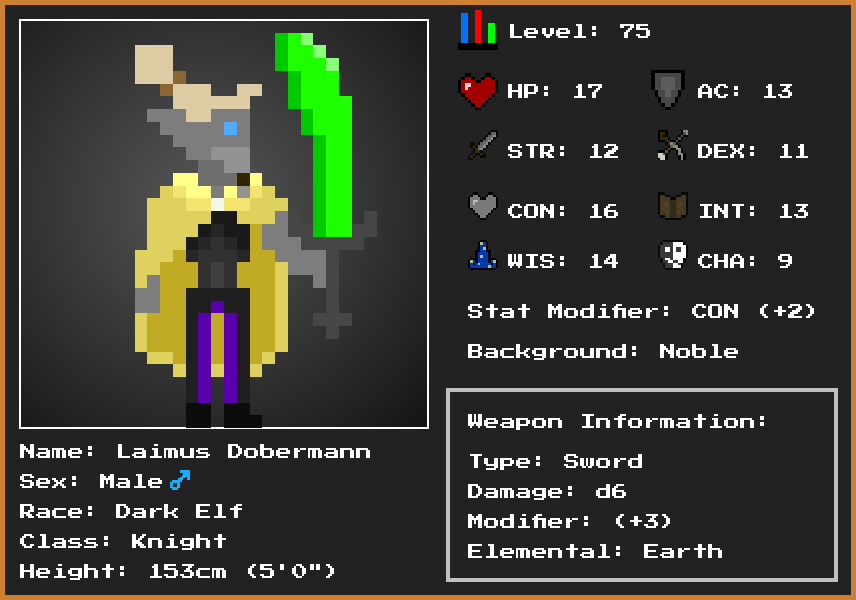 Level: 75
HP: 17
AC: 13
STR: 12
DEX: 11
CON: 16
INT: 13
WIS: 14
CHA: 9
Stat Modifier: CON (+2)
Background: Noble
Weapon Information:
Type: Sword
Damage: d6
Modifier: (+3)
Elemental: Earth
Name: Laimus Dobermann
Sex: Male♂
Race: Dark Elf
Class: Knight
Height: 153cm (5'0")